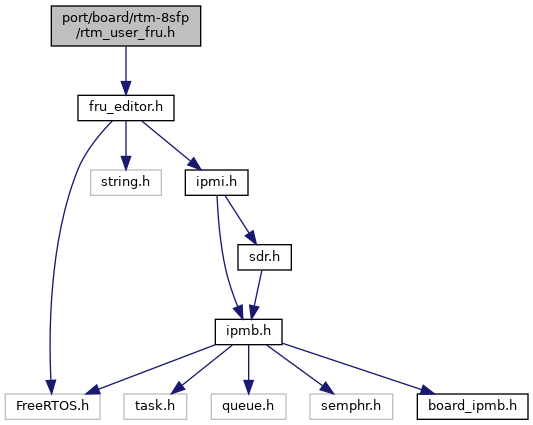 port/board/rtm-8sfp
/rtm_user_fru.h
fru_editor.h
string.h
ipmi.h
sdr.h
ipmb.h
FreeRTOS.h
task.h
queue.h
semphr.h
board_ipmb.h